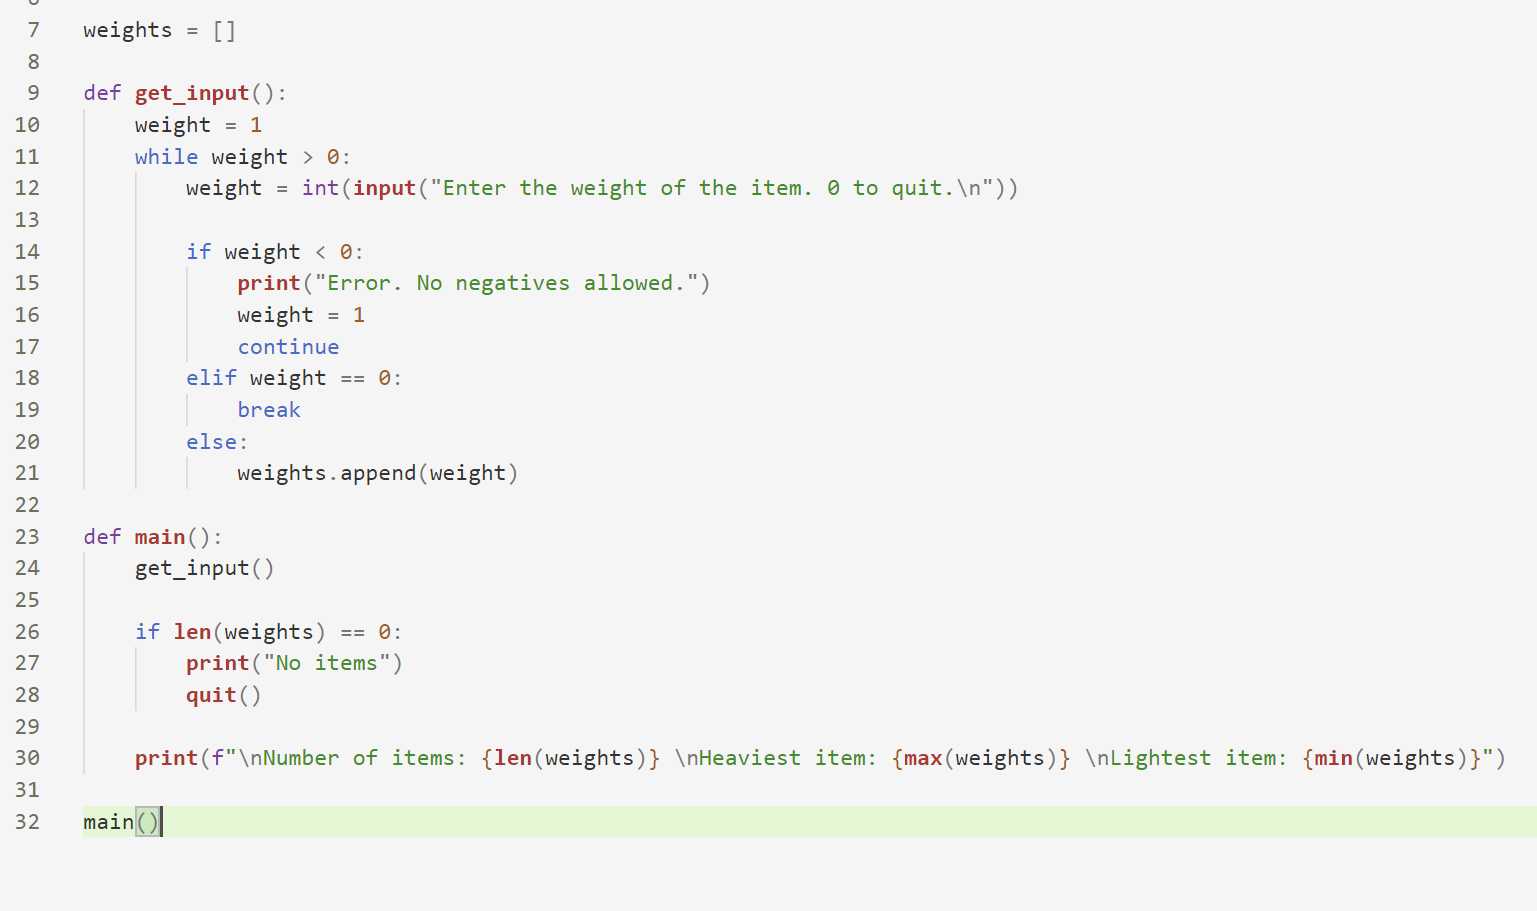 7 weights = []
8
9 def get_input():
10     weight = 1
11     while weight > 0:
12         weight = int(input("Enter the weight of the item. 0 to quit.\n"))
13
14         if weight < 0:
15             print("Error. No negatives allowed.")
16             weight = 1
17             continue
18         elif weight == 0:
19             break
20         else:
21             weights.append(weight)
22
23 def main():
24     get_input()
25
26     if len(weights) == 0:
27         print("No items")
28         quit()
29
30     print(f"\nNumber of items: {len(weights)} \nHeaviest item: {max(weights)} \nLightest item: {min(weights)}")
31
32 main()